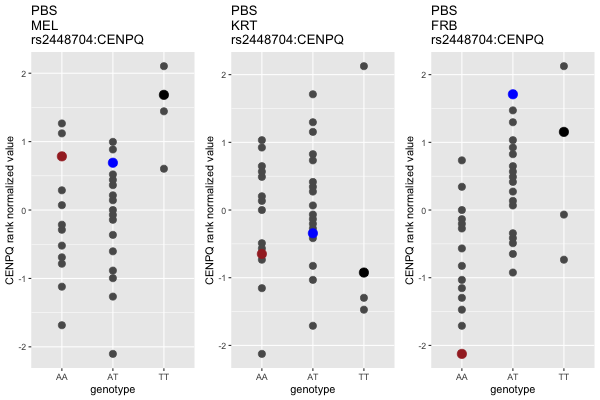 PBS
MEL
rs2448704:CENPQ
CENPQ rank normalized value
2
1
0
-1
-2
AA AT TT
genotype
PBS
KRT
rs2448704:CENPQ
CENPQ rank normalized value
2
1
0
-1
-2
AA AT TT
genotype
PBS
FRB
rs2448704:CENPQ
CENPQ rank normalized value
2
1
0
-1
-2
AA AT TT
genotype